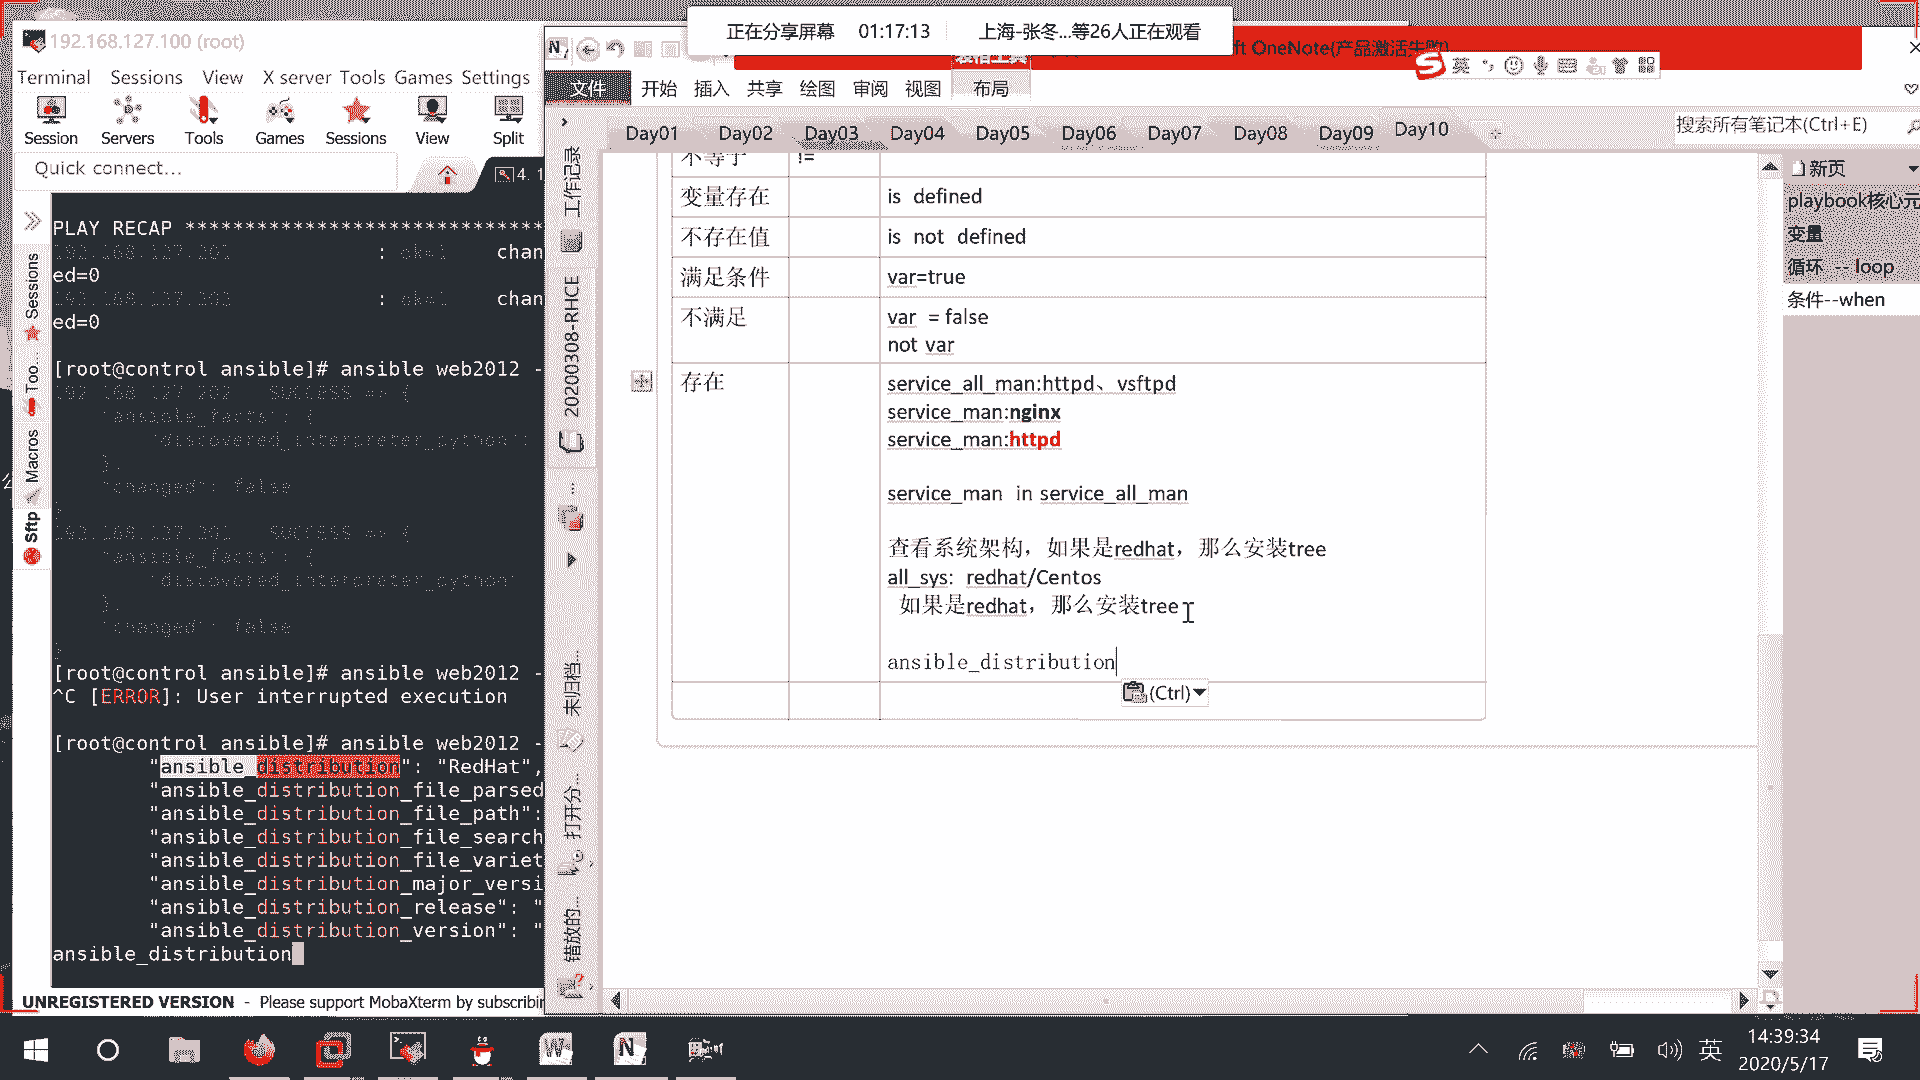 正在分享屏幕 01:17:13 上海-张冬...等26人正在观看
192.168.127.100 (root)
Terminal Sessions View X server Tools Games Settings
Session Servers Tools Games Sessions View Split
Quick connect...
4. 1
Sessions
Too...
Macros
Sftp
PLAY RECAP ********************************
192.168.127.201 : ok=1 chan
ed=0
192.168.127.202 : ok=1 chan
ed=0
[root@control ansible]# ansible web2012 -
192.168.127.202 SUCCESS => {
"ansible_facts": {
"discovered_interpreter_python":
},
"changed": false
}
192.168.127.201 SUCCESS => {
"ansible_facts": {
"discovered_interpreter_python"
},
"changed": false
}
[root@control ansible]# ansible web2012 -
^C [ERROR]: User interrupted execution
[root@control ansible]# ansible web2012 -
"ansible_distribution": "RedHat",
"ansible_distribution_file_parsed
"ansible_distribution_file_path":
"ansible_distribution_file_search
"ansible_distribution_file_variet
"ansible_distribution_major_versi
"ansible_distribution_release": "
"ansible_distribution_version": "
ansible_distribution
UNREGISTERED VERSION - Please support MobaXterm by subscribin
ft OneNote(产品激活失败)
表格工具
英
文件 开始 插入 共享 绘图 审阅 视图 布局
Day01 Day02 Day03 Day04 Day05 Day06 Day07 Day08 Day09 Day10
搜索所有笔记本(Ctrl+E)
工作记录
20200308-RHCE
未归档...
打开分...
错放的...
不等于 !=
变量存在 is defined
不存在值 is not defined
满足条件 var=true
不满足 var = false
not var
存在 service_all_man:httpd、vsftpd
service_man:nginx
service_man:httpd
service_man in service_all_man
查看系统架构，如果是redhat，那么安装tree
all_sys: redhat/Centos
如果是redhat，那么安装tree
ansible_distribution
(Ctrl)
新页
playbook核心元
变量
循环 -- loop
条件--when
英
14:39:34
2020/5/17